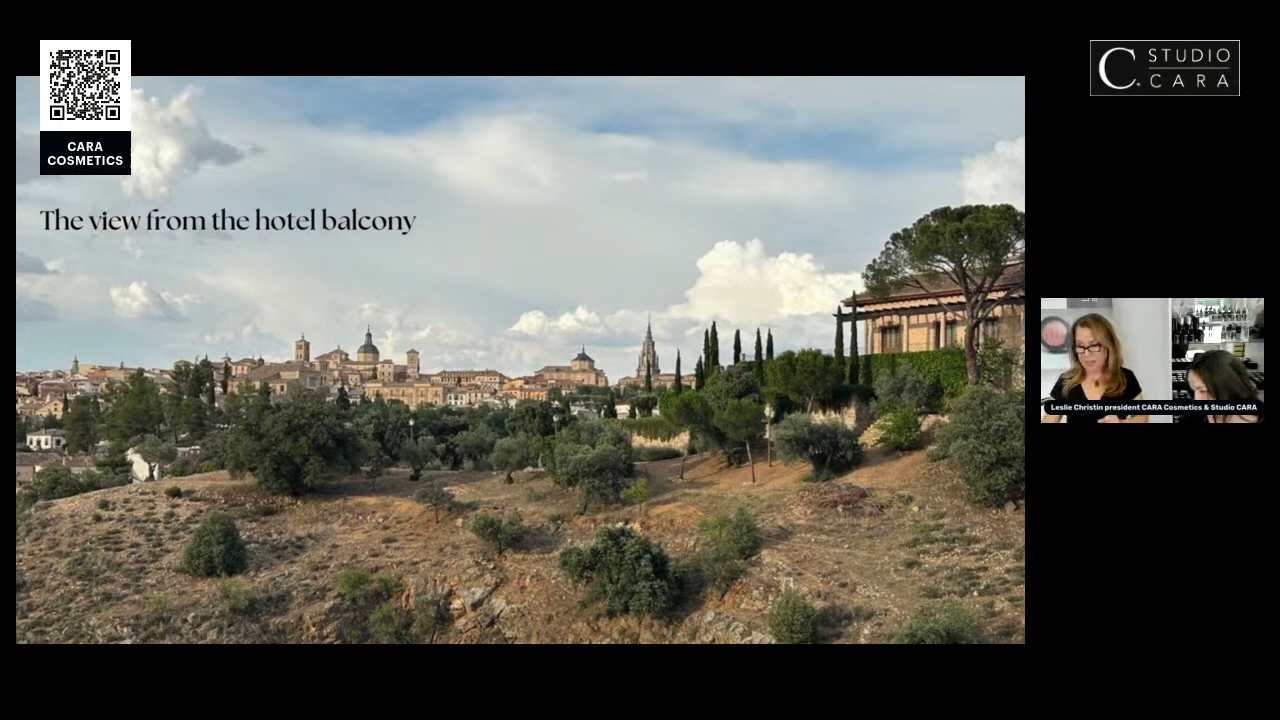 CARA
COSMETICS
C. STUDIO
CARA
The view from the hotel balcony
Leslie Christin president CARA Cosmetics & Studio CARA